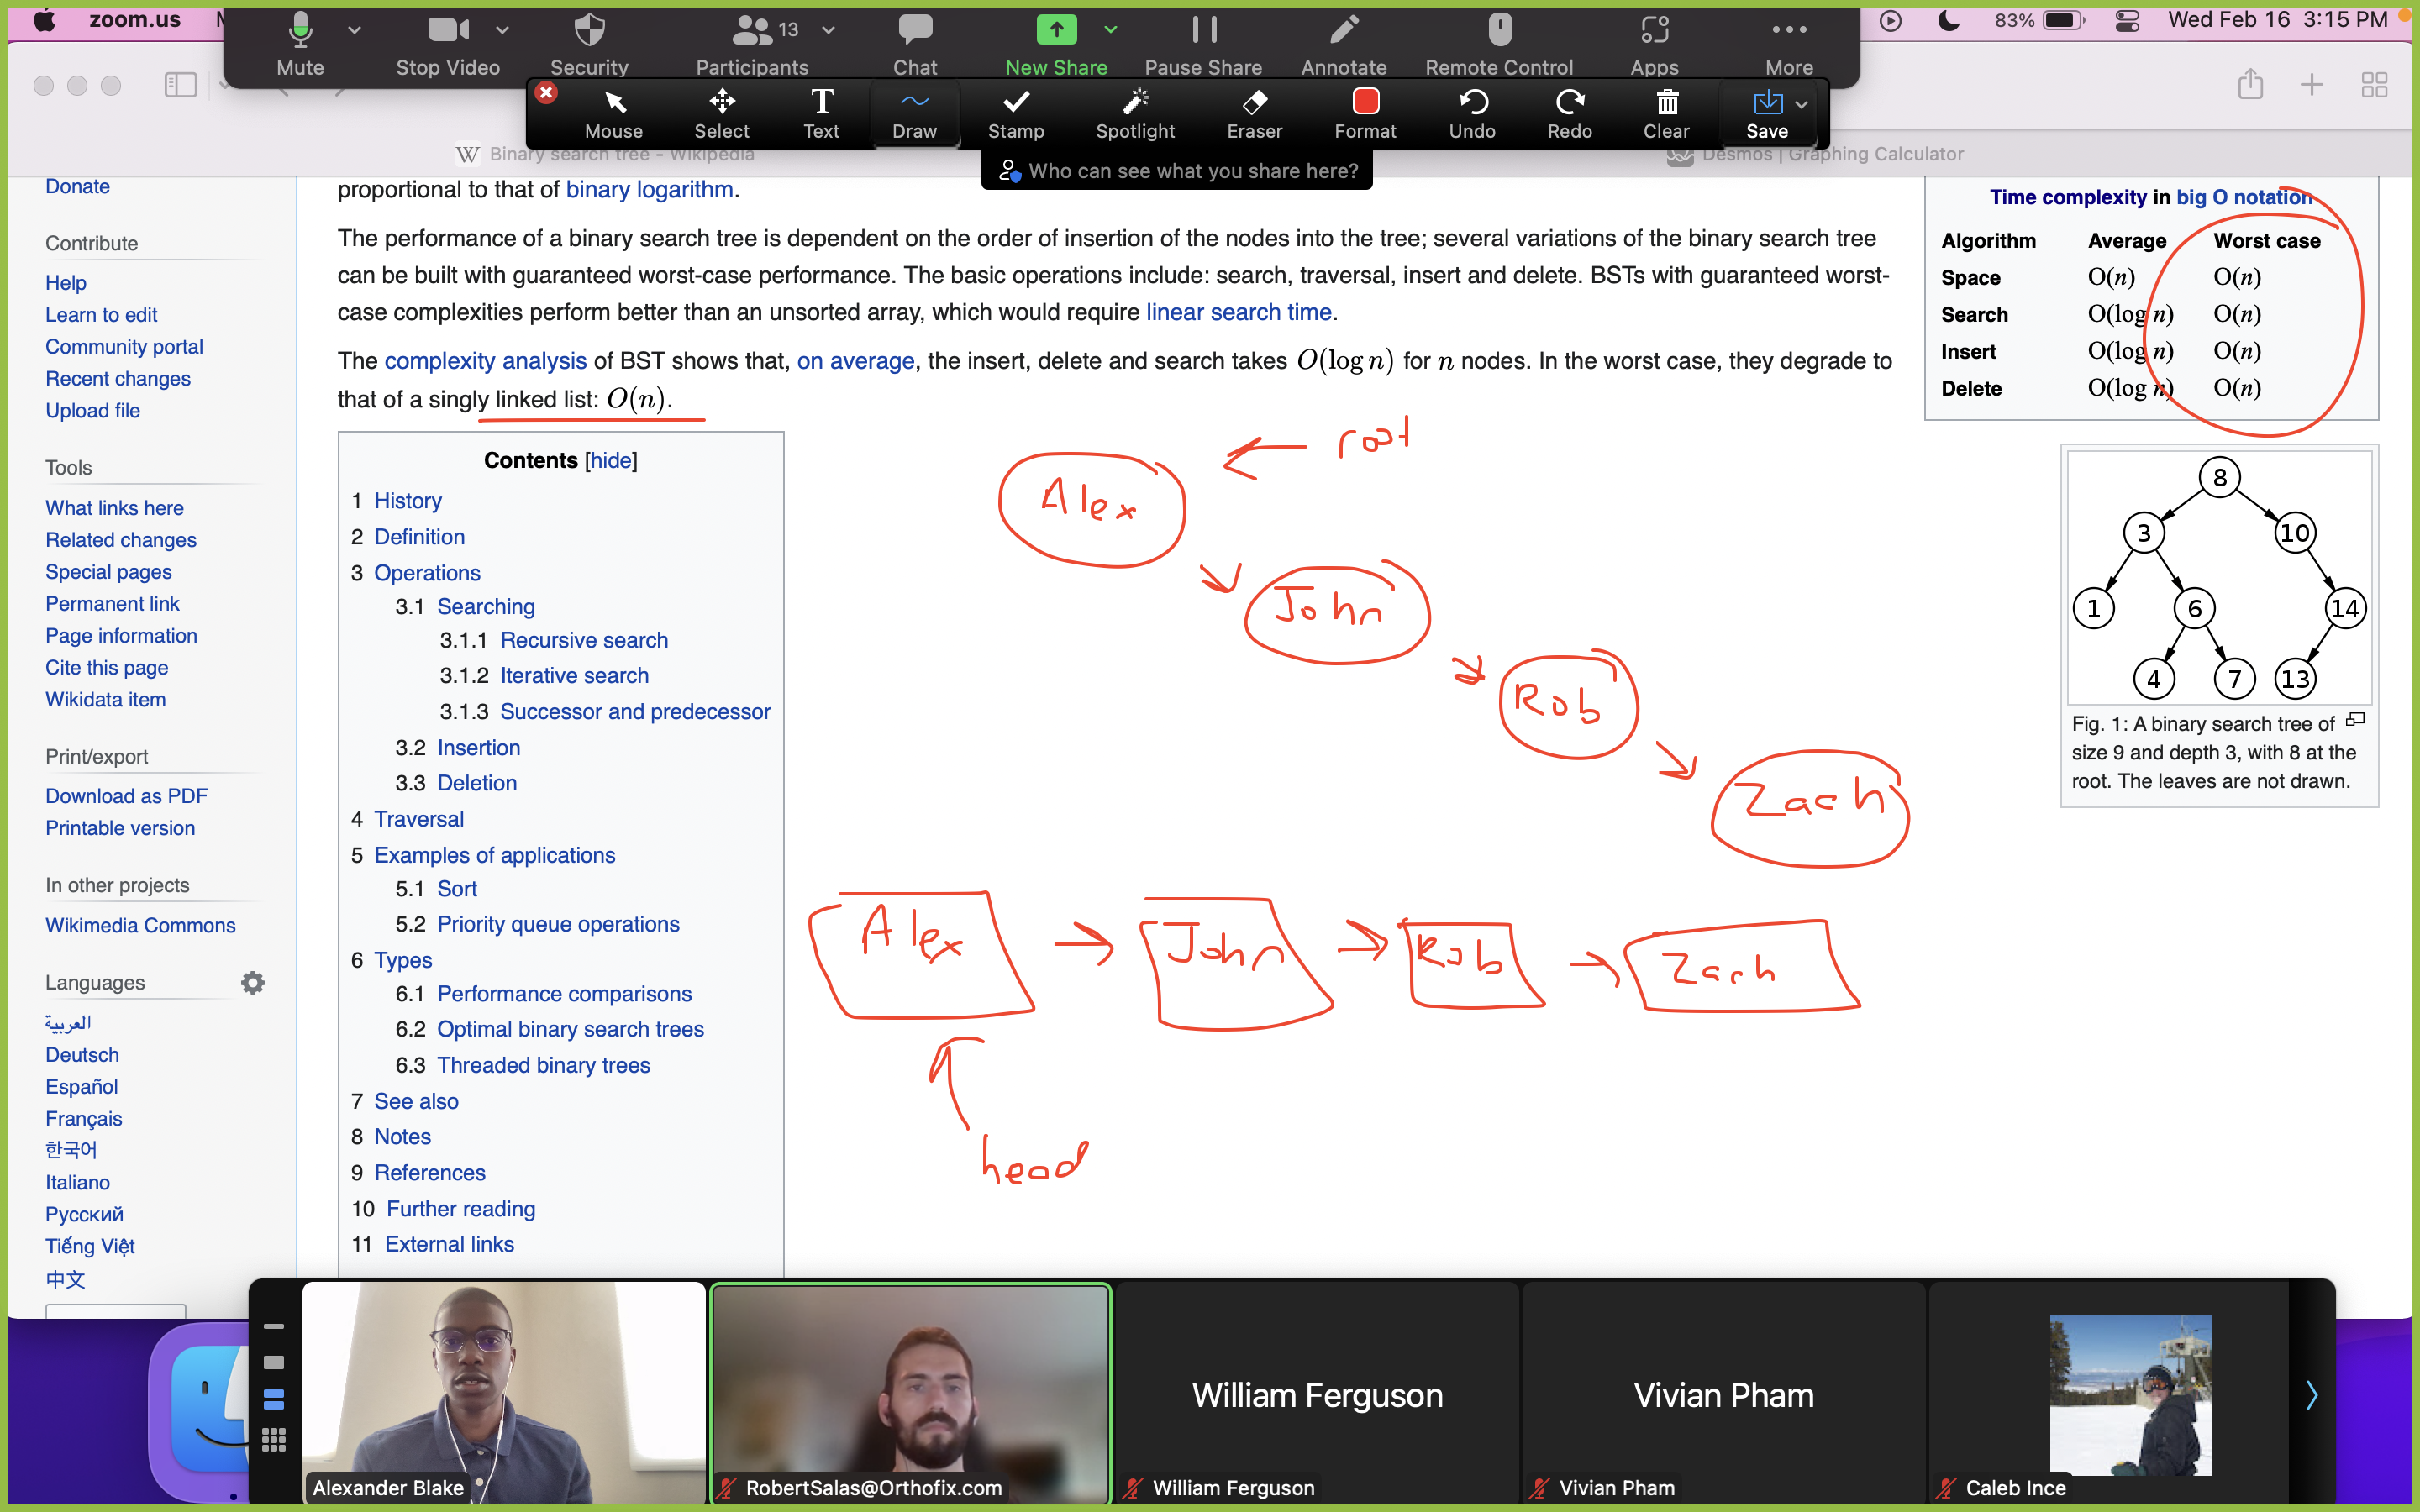 zoom.us
83%
Wed Feb 16 3:15 PM
Mute
Stop Video
Security
13
Participants
Chat
New Share
Pause Share
Annotate
Remote Control
Apps
More
Mouse
Select
Text
Draw
Stamp
Spotlight
Eraser
Format
Undo
Redo
Clear
Save
Who can see what you share here?
Binary search tree - Wikipedia
Desmos | Graphing Calculator
Donate
Contribute
Help
Learn to edit
Community portal
Recent changes
Upload file
Tools
What links here
Related changes
Special pages
Permanent link
Page information
Cite this page
Wikidata item
Print/export
Download as PDF
Printable version
In other projects
Wikimedia Commons
Languages
العربية
Deutsch
Español
Français
한국어
Italiano
Русский
Tiếng Việt
中文
proportional to that of binary logarithm.
The performance of a binary search tree is dependent on the order of insertion of the nodes into the tree; several variations of the binary search tree
can be built with guaranteed worst-case performance. The basic operations include: search, traversal, insert and delete. BSTs with guaranteed worst-
case complexities perform better than an unsorted array, which would require linear search time.
The complexity analysis of BST shows that, on average, the insert, delete and search takes O(log n) for n nodes. In the worst case, they degrade to
that of a singly linked list: O(n).
Contents [hide]
1 History
2 Definition
3 Operations
3.1 Searching
3.1.1 Recursive search
3.1.2 Iterative search
3.1.3 Successor and predecessor
3.2 Insertion
3.3 Deletion
4 Traversal
5 Examples of applications
5.1 Sort
5.2 Priority queue operations
6 Types
6.1 Performance comparisons
6.2 Optimal binary search trees
6.3 Threaded binary trees
7 See also
8 Notes
9 References
10 Further reading
11 External links
root
Alex
John
Rob
Zach
Alex
John
Rob
Zach
head
Time complexity in big O notation
Algorithm Average Worst case
Space O(n) O(n)
Search O(log n) O(n)
Insert O(log n) O(n)
Delete O(log n) O(n)
8
3 10
1 6 14
4 7 13
Fig. 1: A binary search tree of
size 9 and depth 3, with 8 at the
root. The leaves are not drawn.
Alexander Blake
RobertSalas@Orthofix.com
William Ferguson
William Ferguson
Vivian Pham
Vivian Pham
Caleb Ince